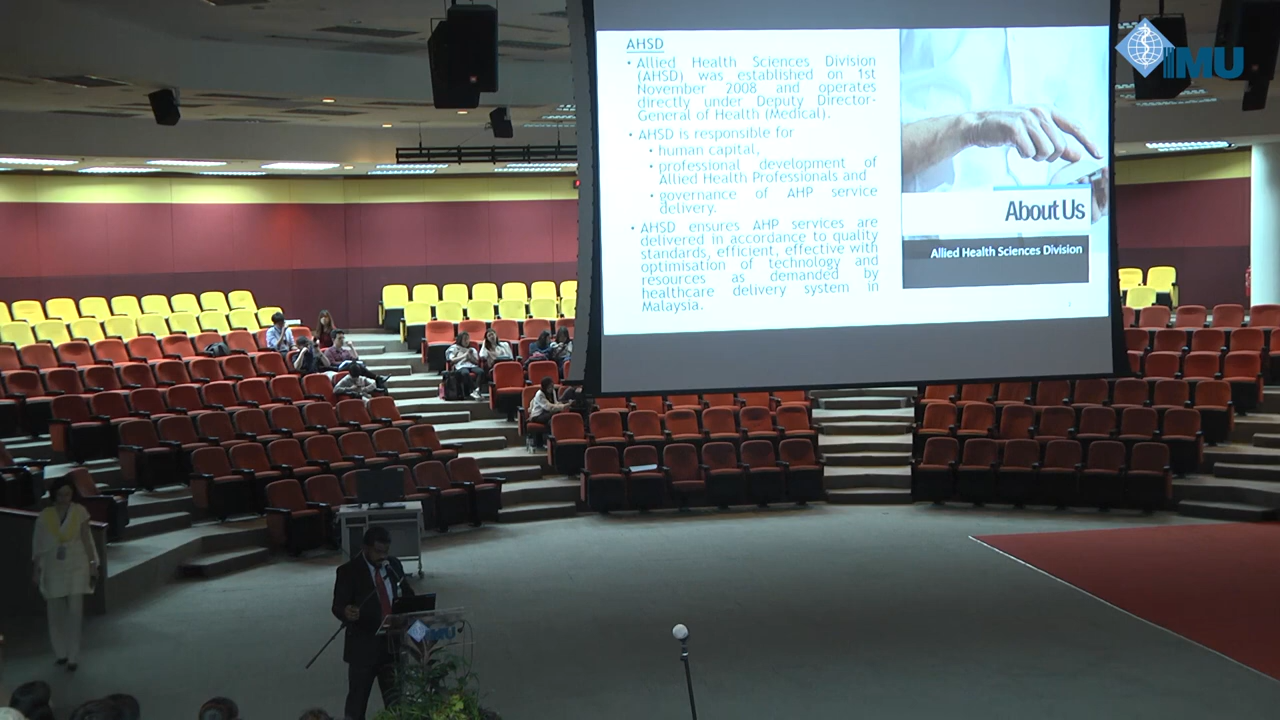 AHSD
• Allied Health Sciences Division
(AHSD) was established on 1st
November 2008 and operates
directly under Deputy Director-
General of Health (Medical).
• AHSD is responsible for
• human capital,
• professional development of
Allied Health Professionals and
• governance of AHP service
delivery.
• AHSD ensures AHP services are
delivered in accordance to quality
standards, efficient, effective with
optimisation of technology and
resources as demanded by
healthcare delivery system in
Malaysia.
About Us
Allied Health Sciences Division
IMU
IMU